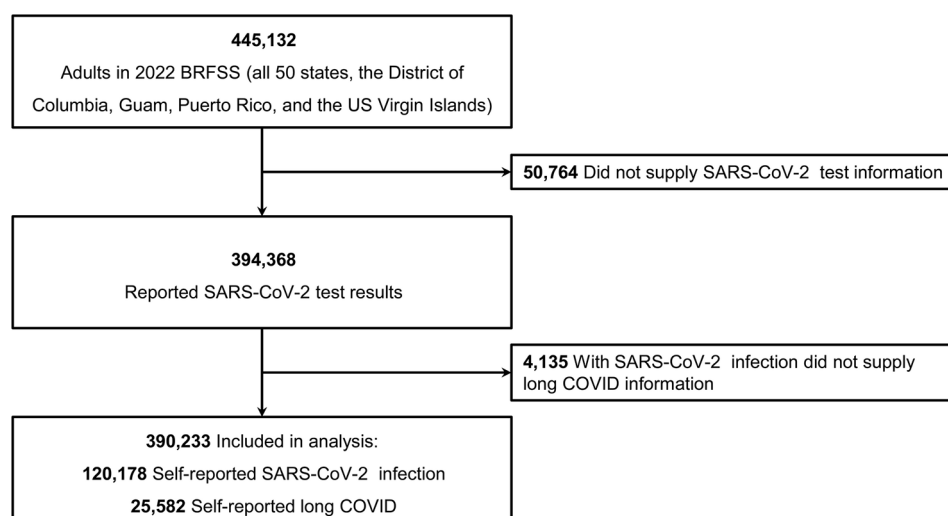 445,132
Adults in 2022 BRFSS (all 50 states, the District of
Columbia, Guam, Puerto Rico, and the US Virgin Islands)
50,764 Did not supply SARS-CoV-2 test information
394,368
Reported SARS-CoV-2 test results
4,135 With SARS-CoV-2 infection did not supply
long COVID information
390,233 Included in analysis:
120,178 Self-reported SARS-CoV-2 infection
25,582 Self-reported long COVID